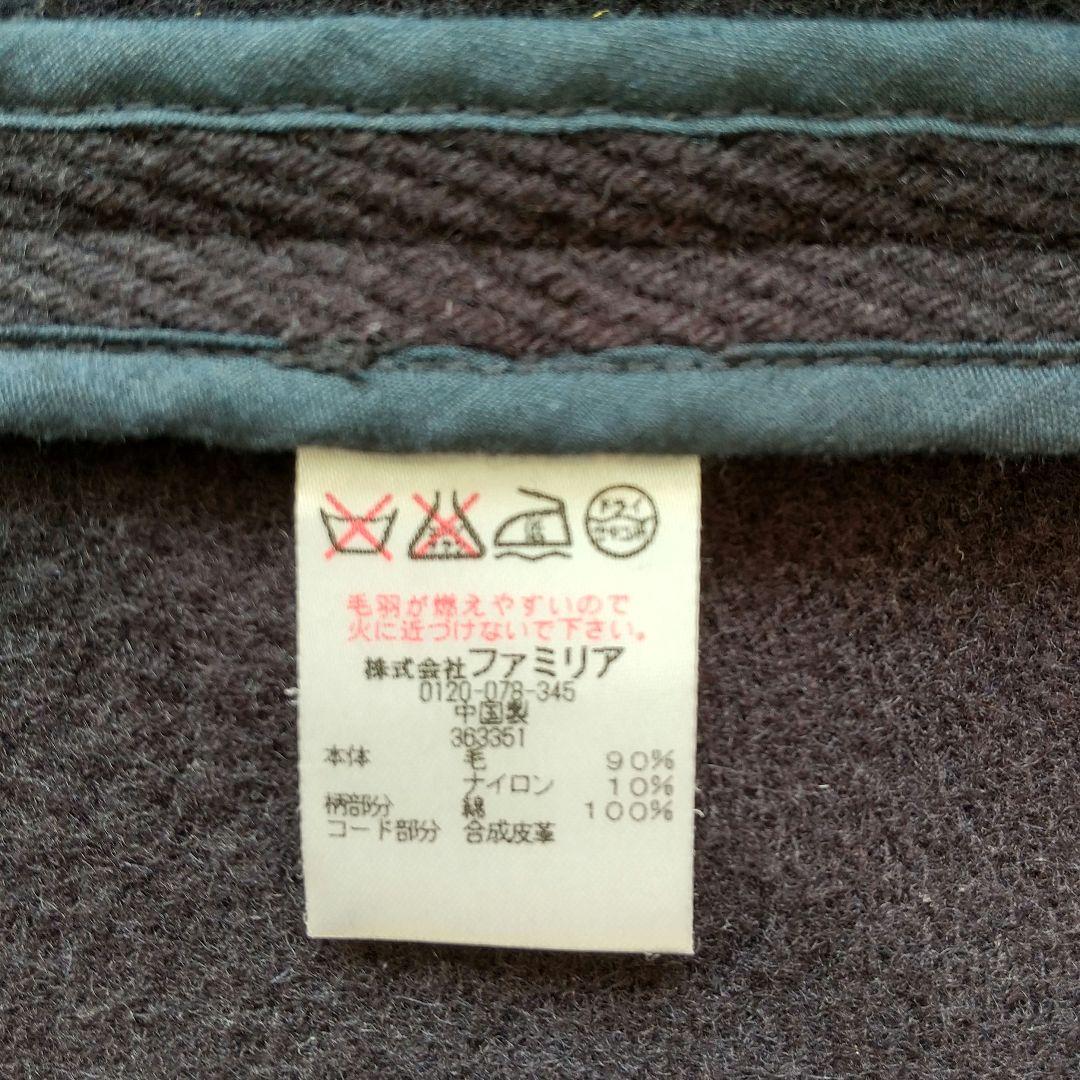 ドライ
毛羽が燃えやすいので
火に近づけないで下さい。
株式会社ファミリア
0120-078-345
中国製
363351
本体 毛 90%
ナイロン 10%
柄部分 綿 100%
コード部分 合成皮革